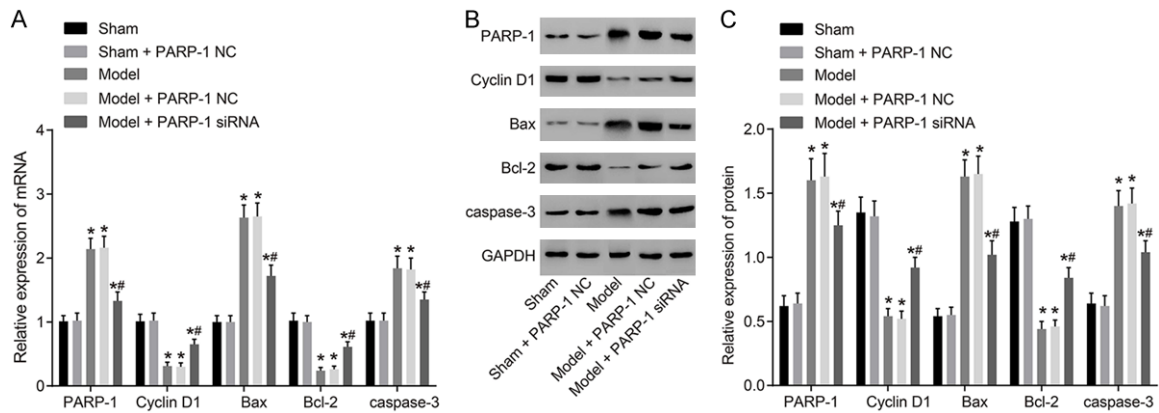 A
Sham
Sham + PARP-1 NC
Model
Model + PARP-1 NC
Model + PARP-1 siRNA
Relative expression of mRNA
4
3
2
1
0
* * *#
* * *#
* * *#
* * *#
* * *#
PARP-1 Cyclin D1 Bax Bcl-2 caspase-3
B
PARP-1
Cyclin D1
Bax
Bcl-2
caspase-3
GAPDH
Sham
Sham + PARP-1 NC
Model
Model + PARP-1 NC
Model + PARP-1 siRNA
C
Sham
Sham + PARP-1 NC
Model
Model + PARP-1 NC
Model + PARP-1 siRNA
Relative expression of protein
2.0
1.5
1.0
0.5
0.0
* * *#
* * *#
* * *#
* * *#
* * *#
PARP-1 Cyclin D1 Bax Bcl-2 caspase-3